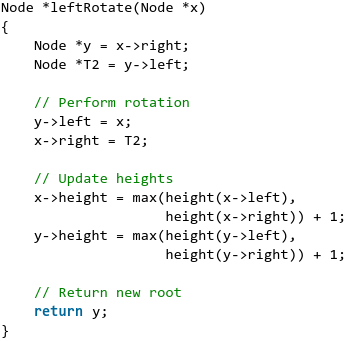 Node *leftRotate(Node *x)
{
    Node *y = x->right;
    Node *T2 = y->left;

    // Perform rotation
    y->left = x;
    x->right = T2;

    // Update heights
    x->height = max(height(x->left),
                    height(x->right)) + 1;
    y->height = max(height(y->left),
                    height(y->right)) + 1;

    // Return new root
    return y;
}